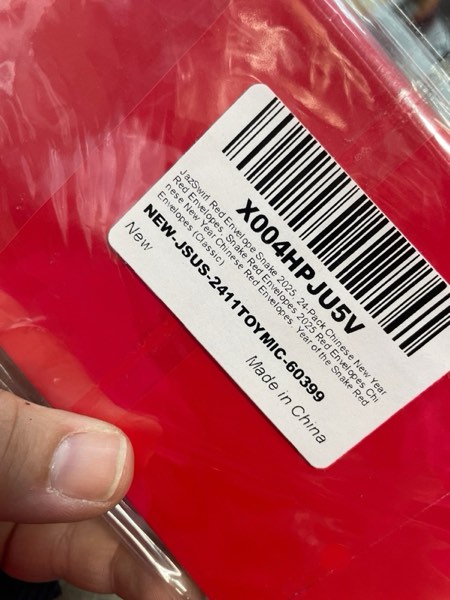 X004HPJU5V
JazSwirl Red Envelope Snake 2025, 24-Pack Chinese New Year
Red Envelopes, Snake Red Envelopes 2025 Red Envelopes Chi
nese New Year Chinese Red Envelopes, Year of the Snake Red
Envelopes (Classic)
NEW-JSUS-2411TOYMIC-60399
New
Made in China